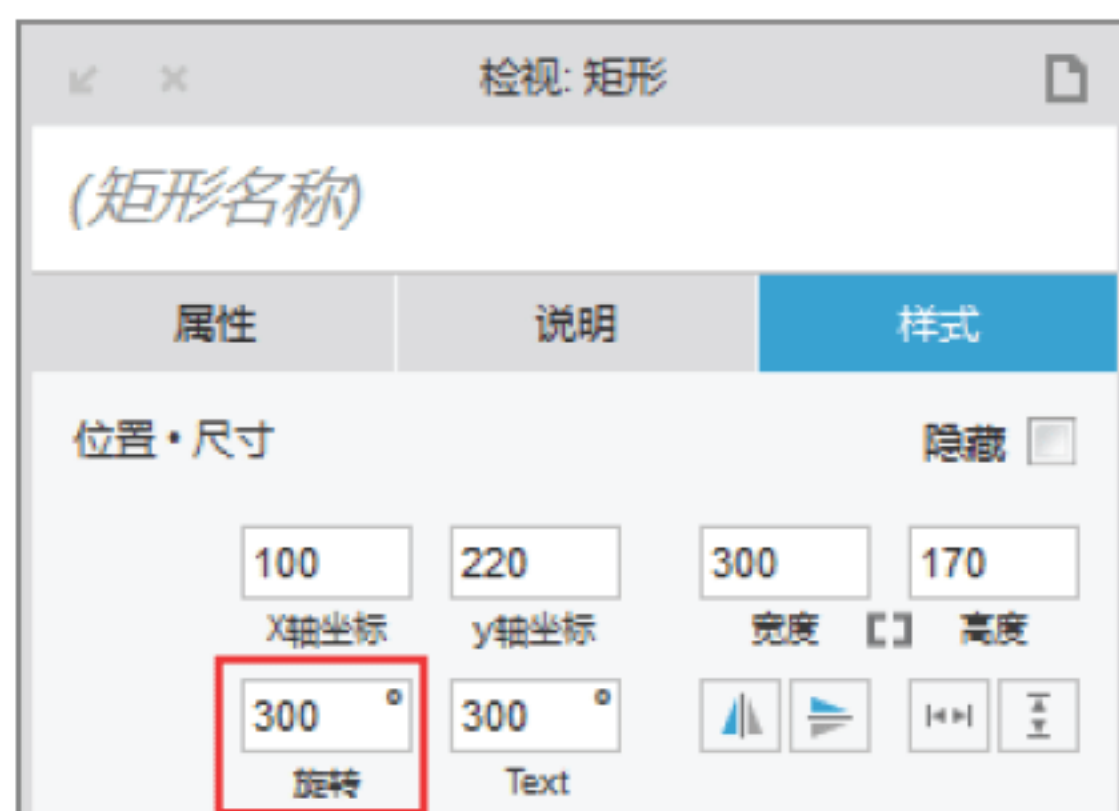 检视: 矩形
(矩形名称)
属性 说明 样式
位置·尺寸 隐藏
100 220 300 170
X轴坐标 y轴坐标 宽度 高度
300° 300°
旋转 Text